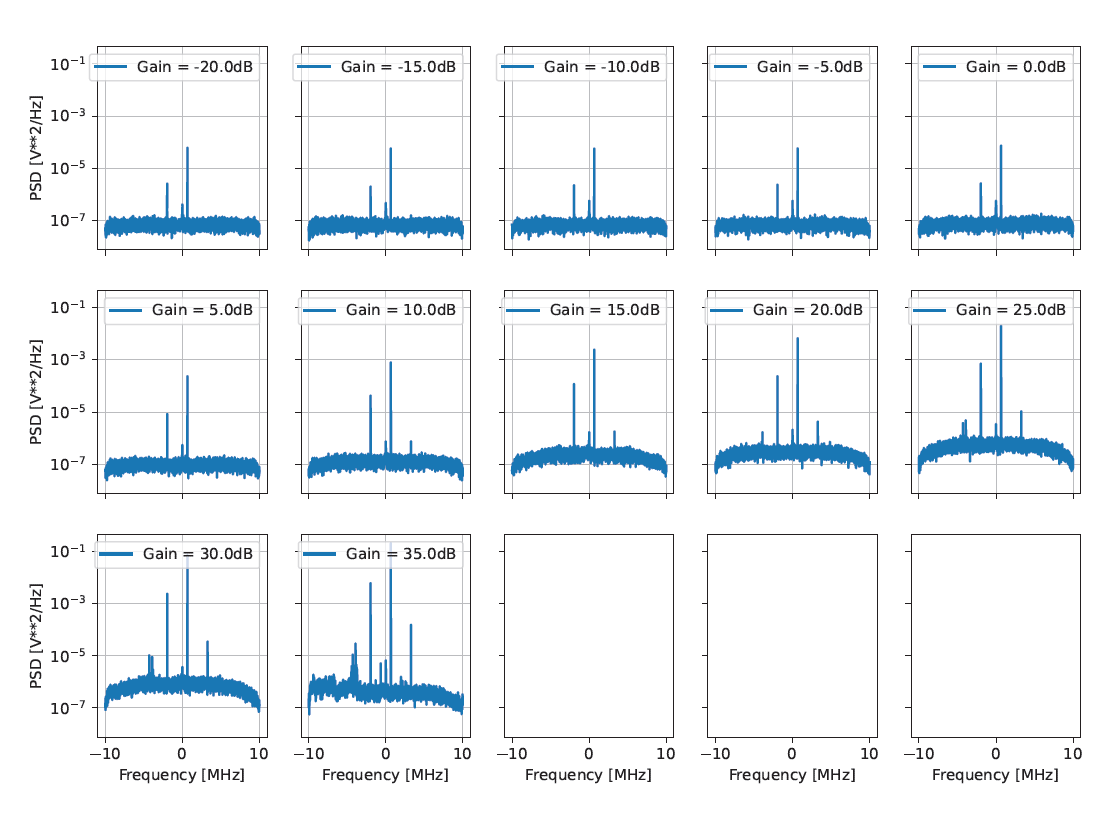 Gain = -20.0dB
Gain = -15.0dB
Gain = -10.0dB
Gain = -5.0dB
Gain = 0.0dB
10⁻¹
10⁻³
10⁻⁵
10⁻⁷
PSD [V**2/Hz]
Gain = 5.0dB
Gain = 10.0dB
Gain = 15.0dB
Gain = 20.0dB
Gain = 25.0dB
10⁻¹
10⁻³
10⁻⁵
10⁻⁷
PSD [V**2/Hz]
Gain = 30.0dB
Gain = 35.0dB
10⁻¹
10⁻³
10⁻⁵
10⁻⁷
PSD [V**2/Hz]
−10 0 10
−10 0 10
−10 0 10
−10 0 10
−10 0 10
Frequency [MHz]
Frequency [MHz]
Frequency [MHz]
Frequency [MHz]
Frequency [MHz]